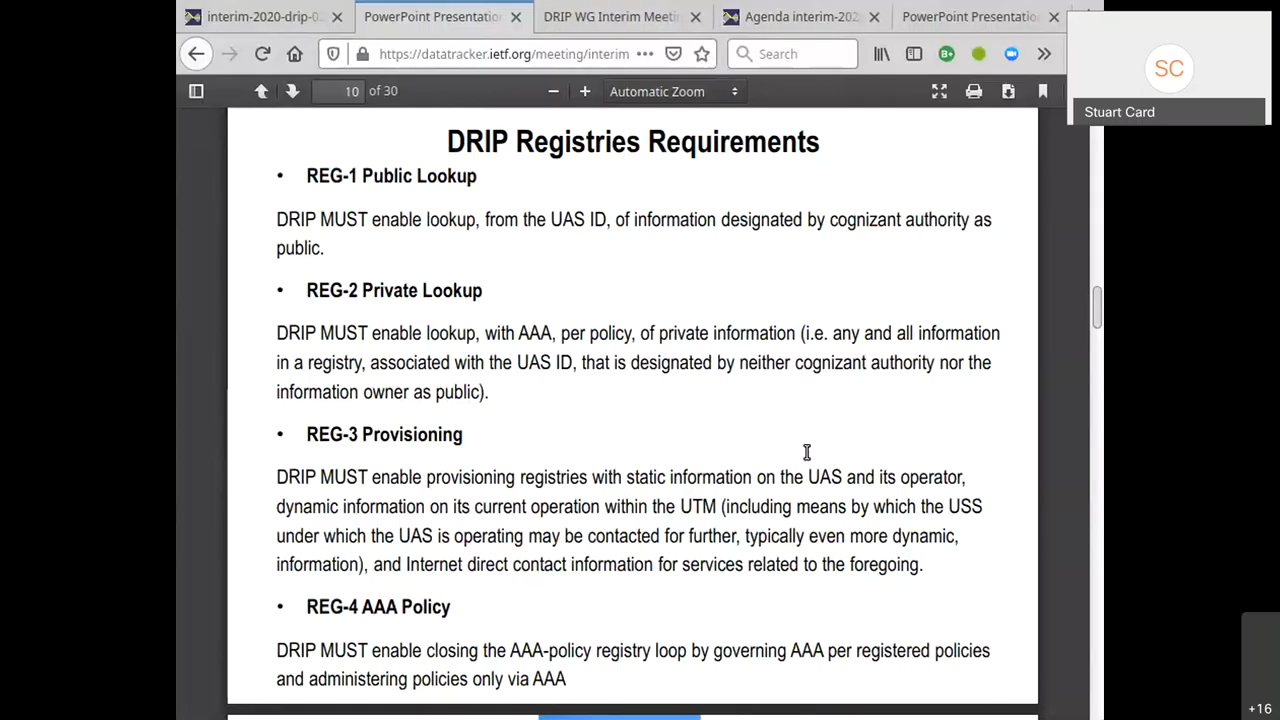 interim-2020-drip-0
PowerPoint Presentatio
DRIP WG Interim Meeti
Agenda interim-202
PowerPoint Presentatio
https://datatracker.ietf.org/meeting/interim
Search
10 of 30
Automatic Zoom
SC
Stuart Card
DRIP Registries Requirements
• REG-1 Public Lookup
DRIP MUST enable lookup, from the UAS ID, of information designated by cognizant authority as
public.
• REG-2 Private Lookup
DRIP MUST enable lookup, with AAA, per policy, of private information (i.e. any and all information
in a registry, associated with the UAS ID, that is designated by neither cognizant authority nor the
information owner as public).
• REG-3 Provisioning
DRIP MUST enable provisioning registries with static information on the UAS and its operator,
dynamic information on its current operation within the UTM (including means by which the USS
under which the UAS is operating may be contacted for further, typically even more dynamic,
information), and Internet direct contact information for services related to the foregoing.
• REG-4 AAA Policy
DRIP MUST enable closing the AAA-policy registry loop by governing AAA per registered policies
and administering policies only via AAA
+16